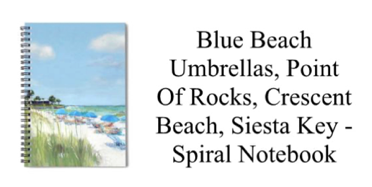 Blue Beach
Umbrellas, Point
Of Rocks, Crescent
Beach, Siesta Key -
Spiral Notebook